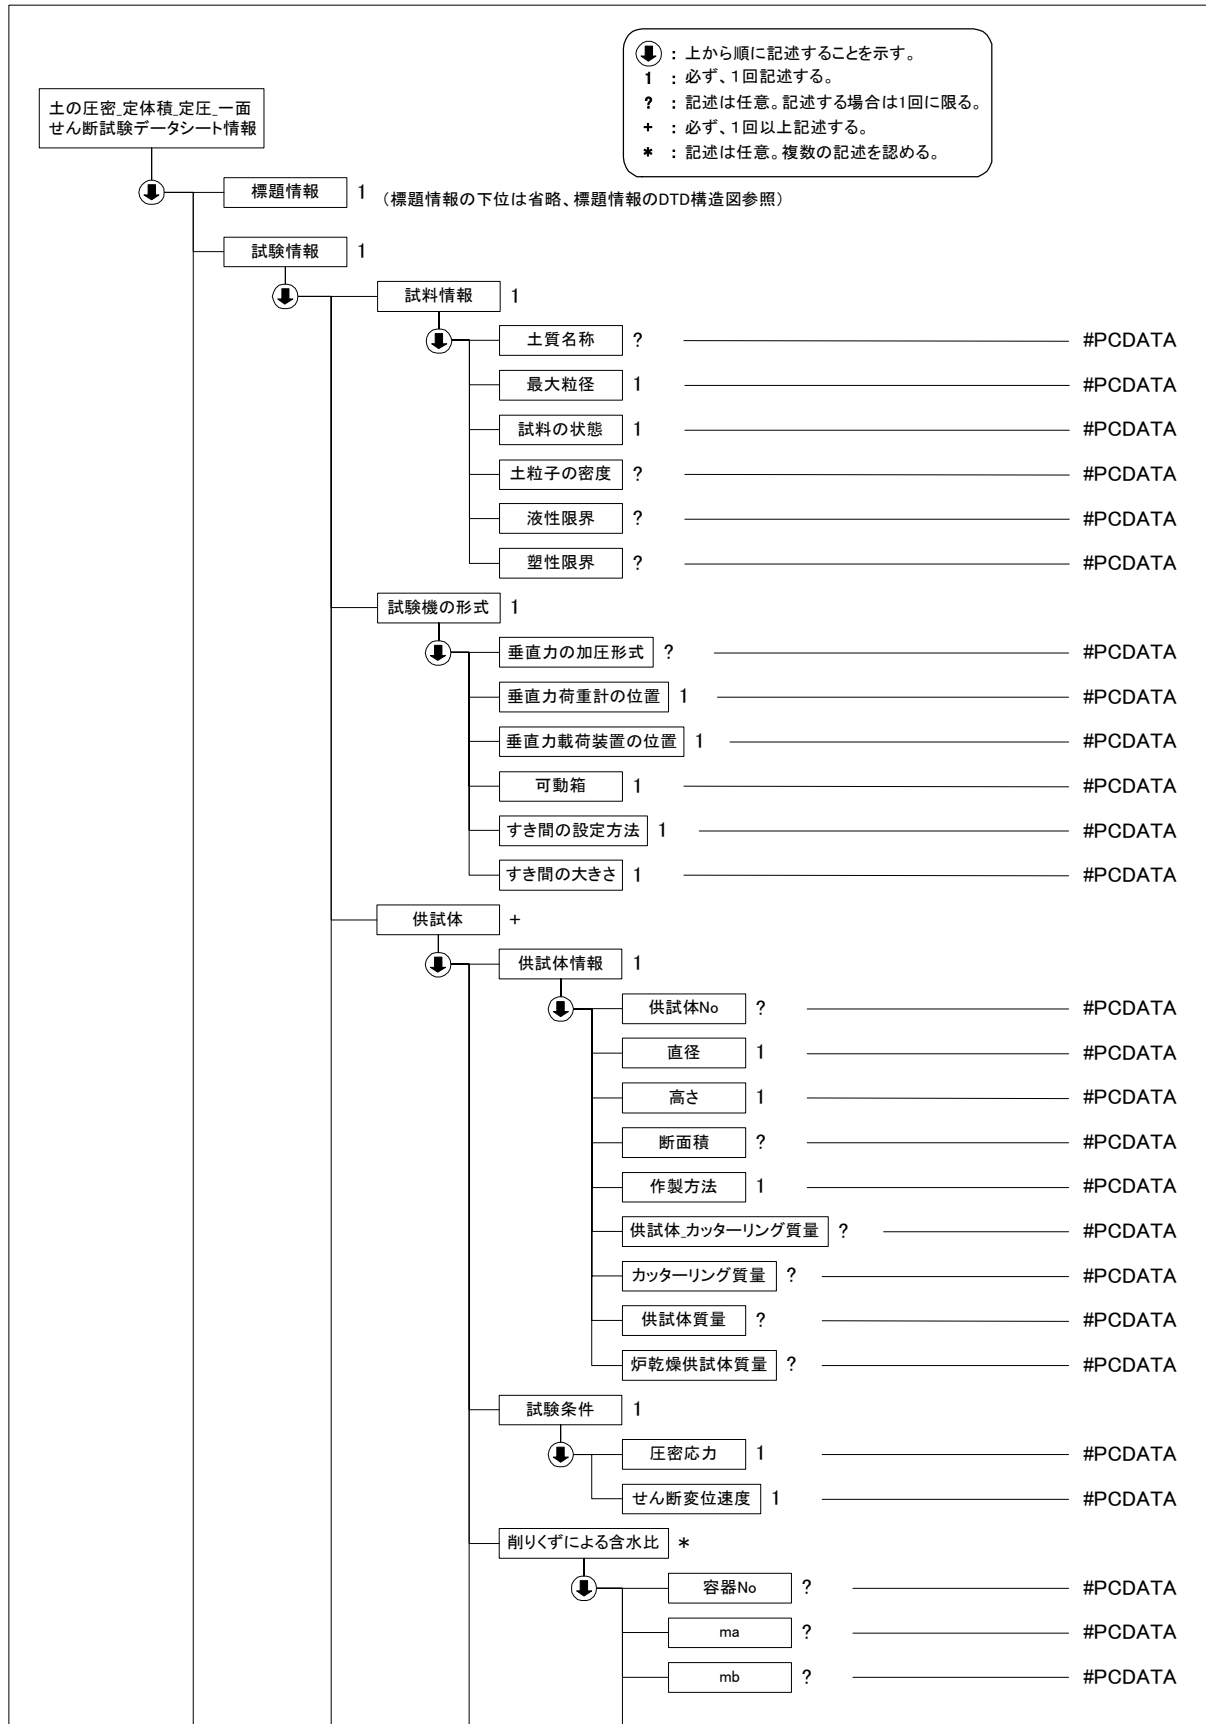 ：上から順に記述することを示す。
1 ：必ず、1回記述する。
? ：記述は任意。記述する場合は1回に限る。
+ ：必ず、1回以上記述する。
* ：記述は任意。複数の記述を認める。
土の圧密_定体積_定圧_一面
せん断試験データシート情報
標題情報 1 （標題情報の下位は省略、標題情報のDTD構造図参照）
試験情報 1
試料情報 1
土質名称 ? #PCDATA
最大粒径 1 #PCDATA
試料の状態 1 #PCDATA
土粒子の密度 ? #PCDATA
液性限界 ? #PCDATA
塑性限界 ? #PCDATA
試験機の形式 1
垂直力の加圧形式 ? #PCDATA
垂直力荷重計の位置 1 #PCDATA
垂直力載荷装置の位置 1 #PCDATA
可動箱 1 #PCDATA
すき間の設定方法 1 #PCDATA
すき間の大きさ 1 #PCDATA
供試体 +
供試体情報 1
供試体No ? #PCDATA
直径 1 #PCDATA
高さ 1 #PCDATA
断面積 ? #PCDATA
作製方法 1 #PCDATA
供試体_カッターリング質量 ? #PCDATA
カッターリング質量 ? #PCDATA
供試体質量 ? #PCDATA
炉乾燥供試体質量 ? #PCDATA
試験条件 1
圧密応力 1 #PCDATA
せん断変位速度 1 #PCDATA
削りくずによる含水比 *
容器No ? #PCDATA
ma ? #PCDATA
mb ? #PCDATA